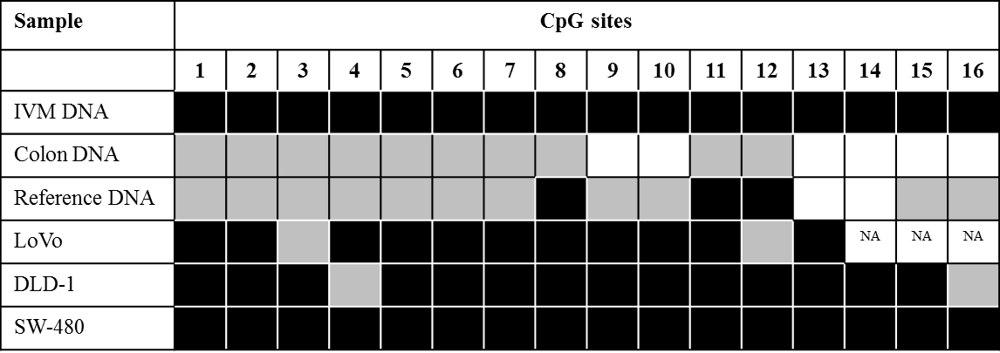 Sample CpG sites
1 2 3 4 5 6 7 8 9 10 11 12 13 14 15 16
IVM DNA
Colon DNA
Reference DNA
LoVo NA NA NA
DLD-1
SW-480